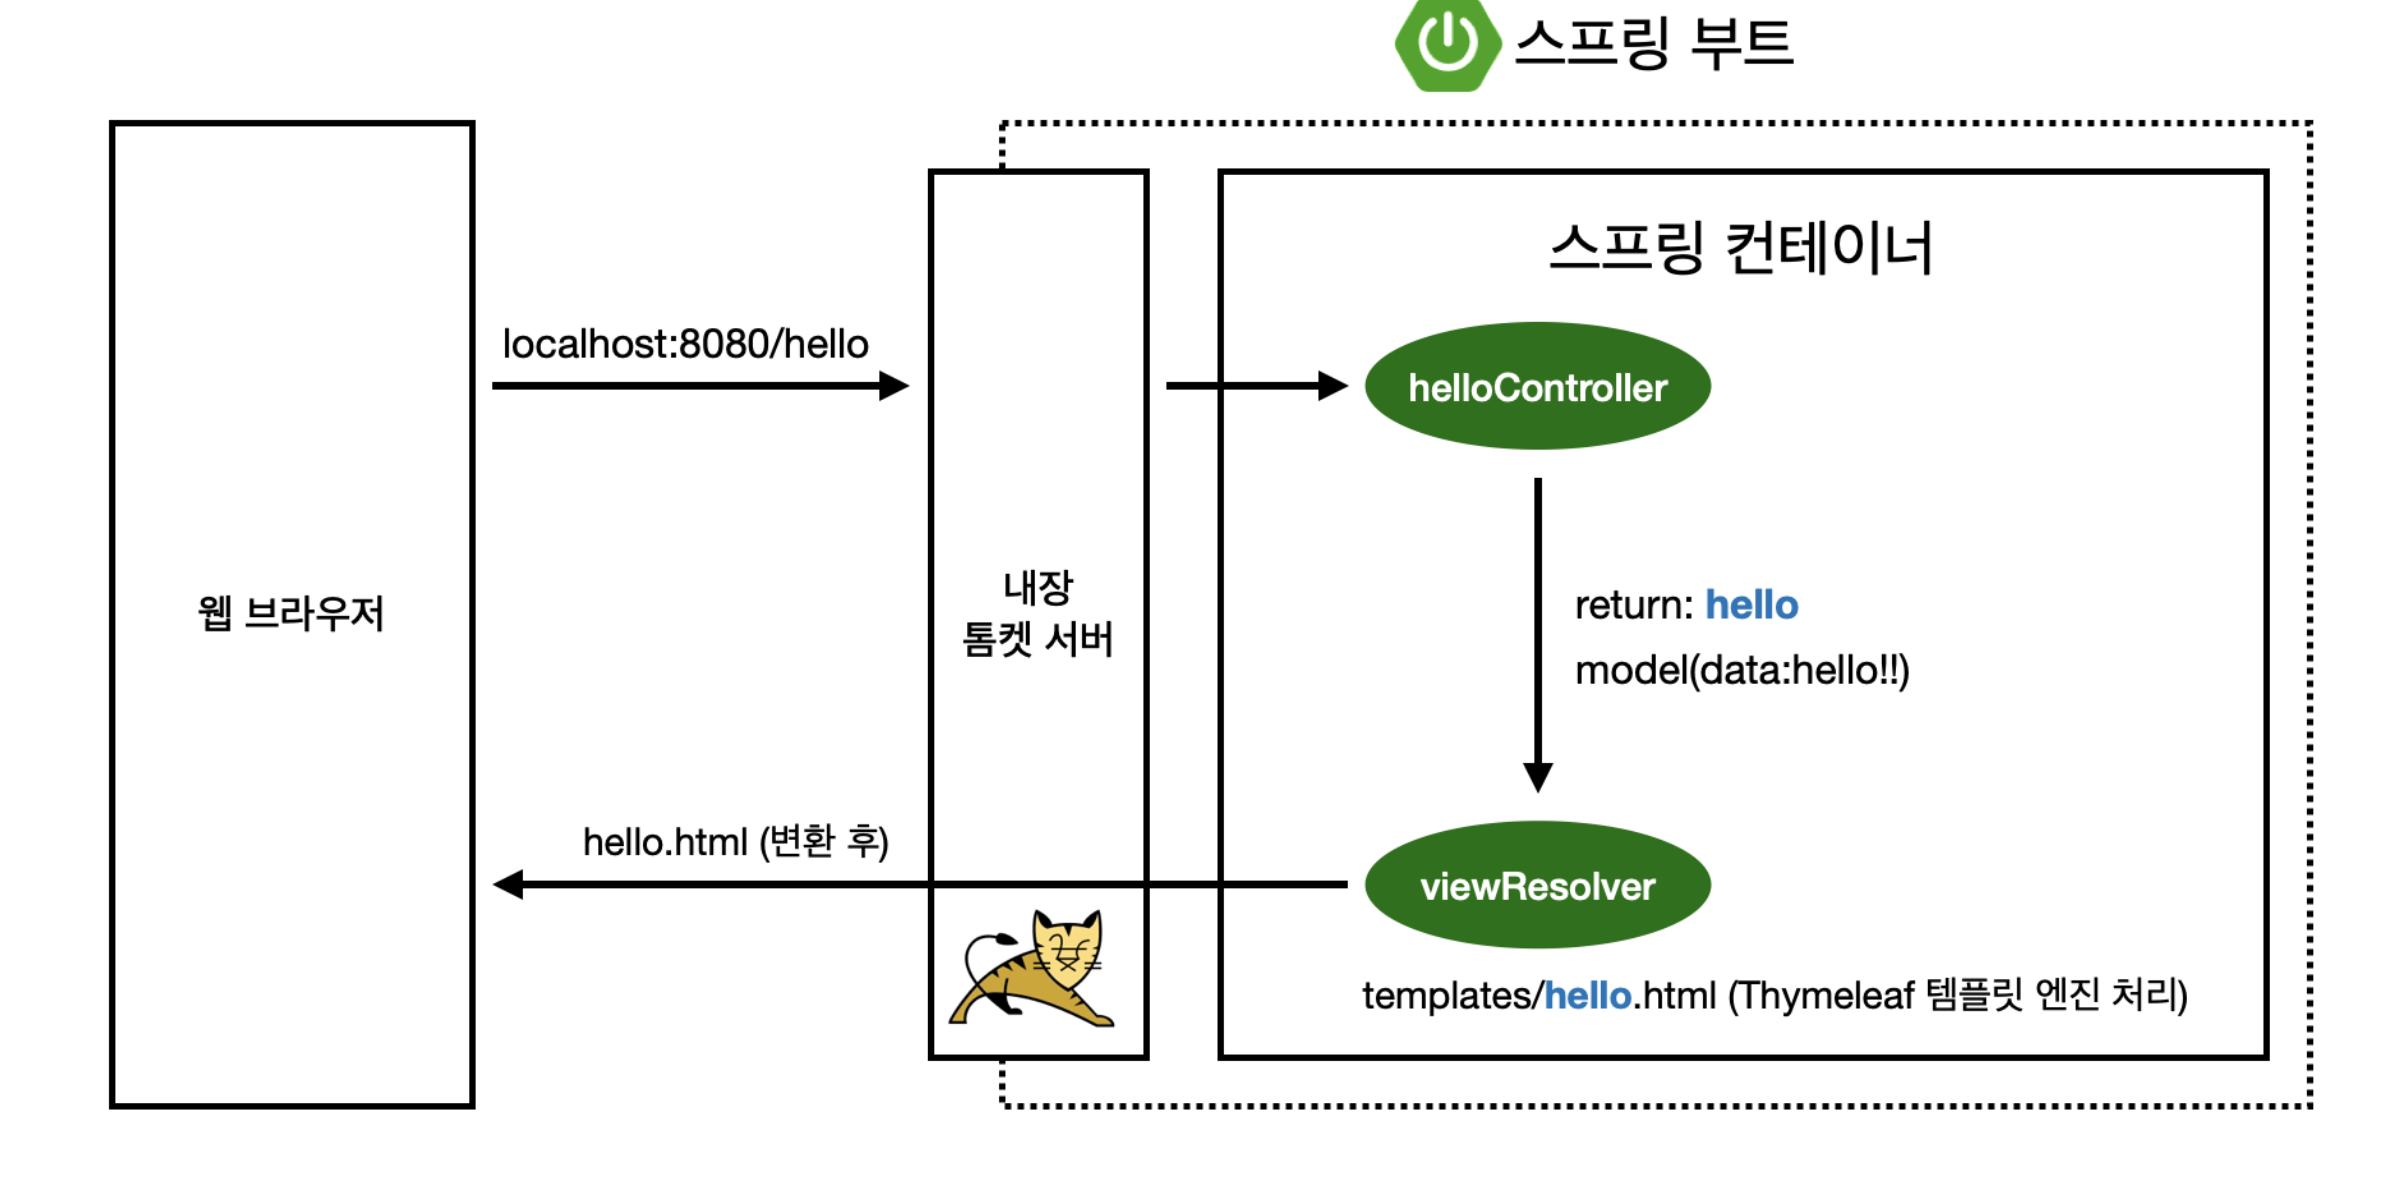 스프링 부트
스프링 컨테이너
localhost:8080/hello
helloController
웹 브라우저
내장
톰켓 서버
return: hello
model(data:hello!!)
hello.html (변환 후)
viewResolver
templates/hello.html (Thymeleaf 템플릿 엔진 처리)